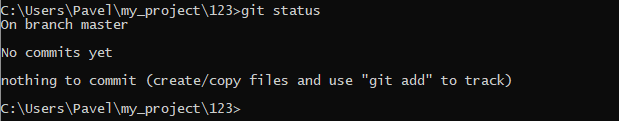 C:\Users\Pavel\my_project\123>git status
On branch master
No commits yet
nothing to commit (create/copy files and use "git add" to track)
C:\Users\Pavel\my_project\123>